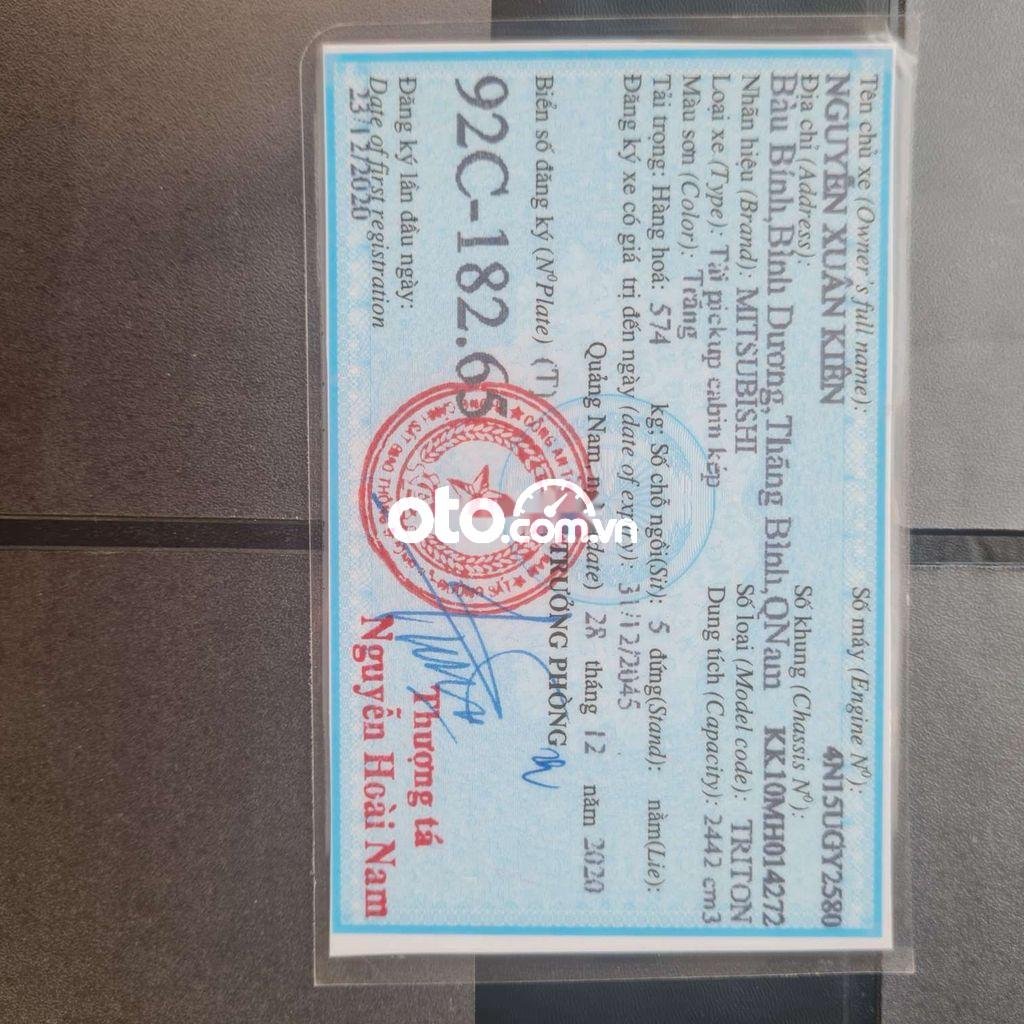 Tên chủ xe (Owner's full name): Số máy (Engine N⁰):
NGUYỄN XUÂN KIÊN 4N15UGY2580
Địa chỉ (Address): Số khung (Chassis N⁰):
Bàu Bính,Bình Dương,Thăng Bình,QNam KK10MH014272
Nhãn hiệu (Brand): MITSUBISHI Số loại (Model code): TRITON
Loại xe (Type): Tải pickup cabin kép Dung tích (Capacity): 2442 cm3
Màu sơn (Color): Trắng
Tải trọng: Hàng hoá: 574 kg; Số chỗ ngồi(Sit): 5 đứng(Stand): nằm(Lie):
Đăng ký xe có giá trị đến ngày (date of expiry): 31/12/2045
Quảng Nam (date) 28 tháng 12 năm 2020
Biển số đăng ký (N⁰Plate) (T) TRƯỞNG PHÒNG
92C-182.65
Thượng tá
Đăng ký lần đầu ngày:
Date of first registration
23/12/2020
Nguyễn Hoài Nam
oto.com.vn